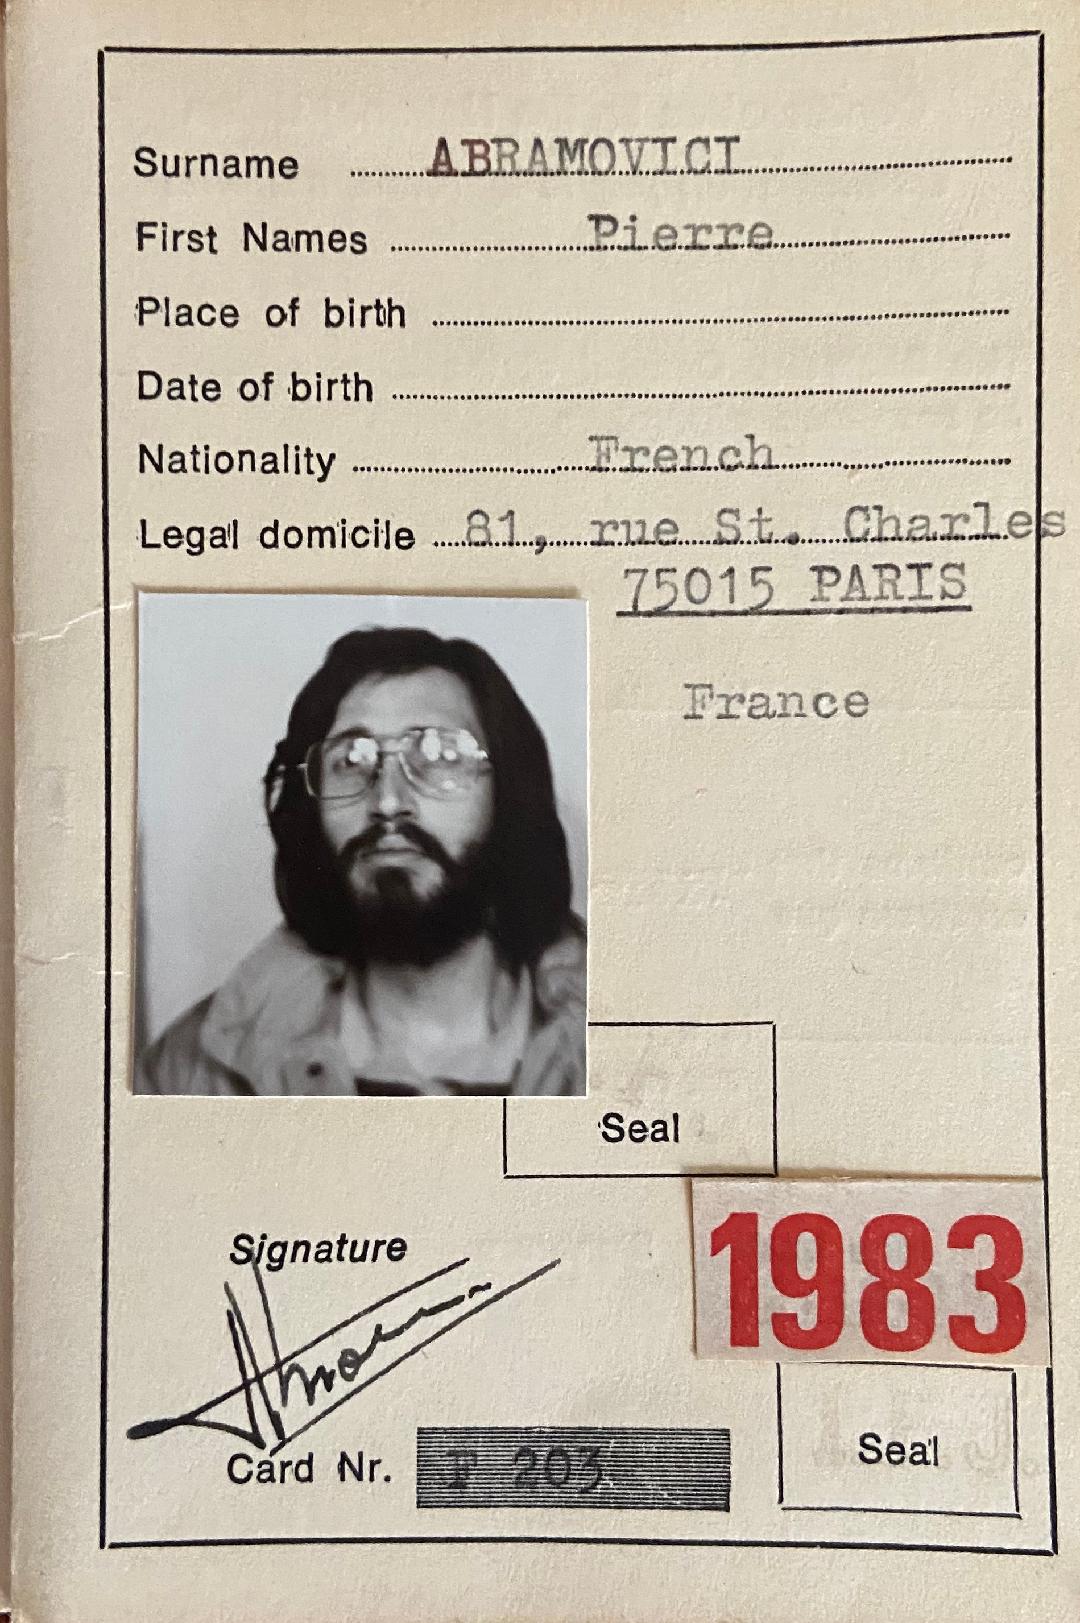 Surname ABRAMOVICI
First Names Pierre
Place of birth
Date of birth
Nationality French
Legal domicile 81, rue St. Charles
75015 PARIS
France
Seal
1983
Signature
Card Nr. F 203
Seal